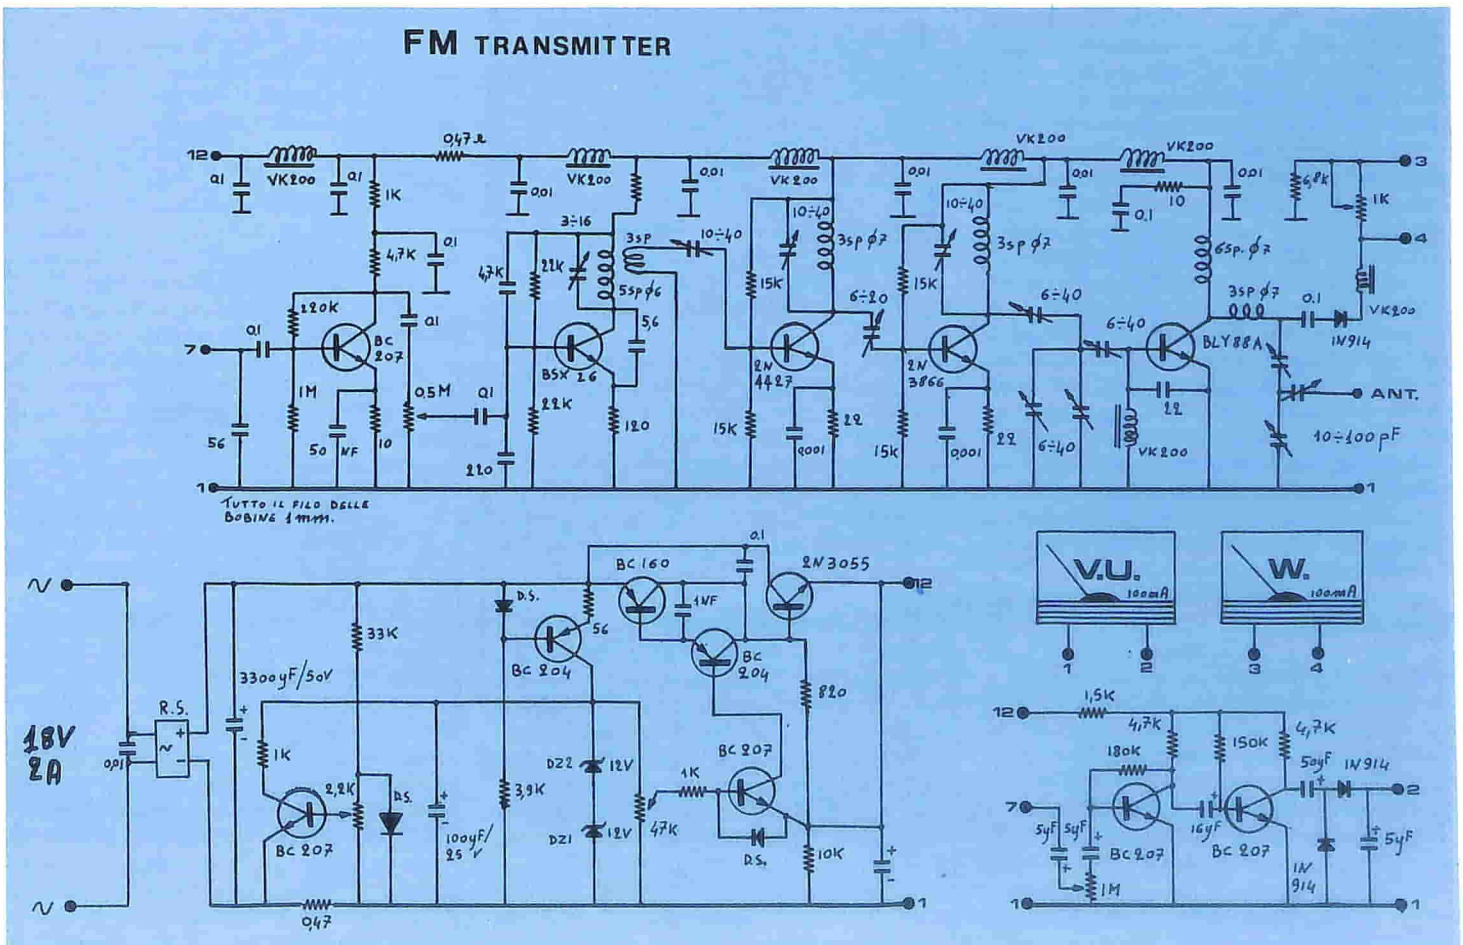 FM TRANSMITTER
12
0,1
VK200
0,1
0,47Ω
1K
0,01
VK200
0,01
VK200
0,01
VK200
0,01
VK200
0,01
0.1
10
6,8K
3
1K
4
4,7K
0.1
4,7K
22K
3÷16
3sp
5sp ϕ6
10÷40
10÷40
3sp ϕ7
15K
10÷40
3sp ϕ7
15K
6sp. ϕ7
3sp ϕ7
0.1
1N914
VK200
220K
0,1
7
0,1
BC
207
BSX 26
5,6
2N
4427
6÷20
2N
3866
6÷40
6÷40
BLY88A
1M
0,5M
0,1
22K
120
15K
22
0,001
15K
22
0,001
6÷40
22
VK200
ANT.
10÷100pF
56
50
NF
10
220
1
1
TUTTO IL FILO DELLE
BOBINE 1mm.
BC 160
0.1
2N 3055
12
~
D.S.
56
1NF
BC 204
BC
204
33K
3300µF/50V
820
R.S.
18V
2A
0,01
+
~
-
1K
2,2K
D.S.
BC 207
100µF/
25V
3,9K
DZ2
12V
DZ1
12V
47K
1K
BC 207
D.S.
10K
~
0,47
1
V.U.
100mA
1
2
W.
100mA
3
4
12
1,5K
4,7K
180K
150K
4,7K
50µF
1N914
2
7
5µF
5µF
BC 207
16µF
BC 207
1N
914
5µF
1M
1
1